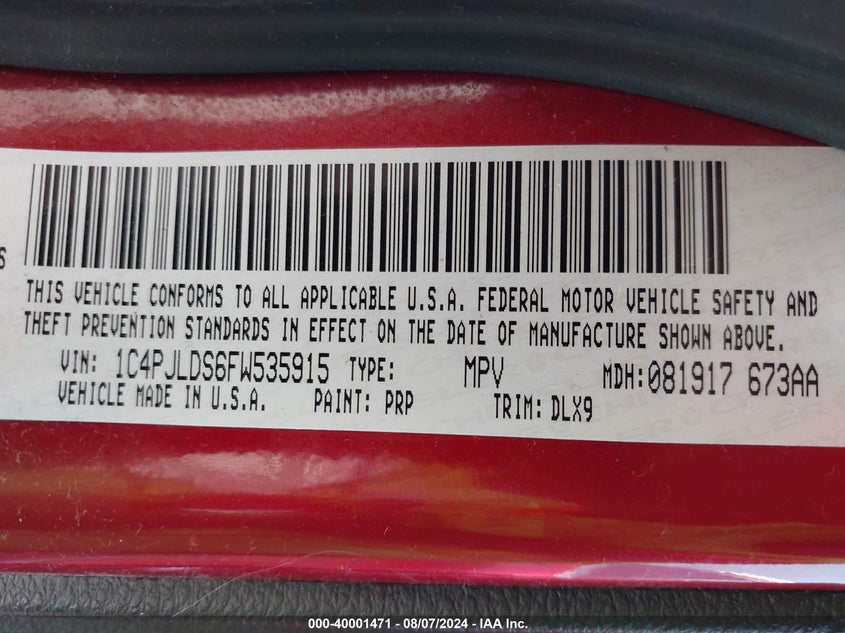 S
THIS VEHICLE CONFORMS TO ALL APPLICABLE U.S.A. FEDERAL MOTOR VEHICLE SAFETY AND
THEFT PREVENTION STANDARDS IN EFFECT ON THE DATE OF MANUFACTURE SHOWN ABOVE.
VIN: 1C4PJLDS6FW535915 TYPE: MPV MDH:081917 673AA
VEHICLE MADE IN U.S.A. PAINT: PRP TRIM: DLX9
000-40001471 - 08/07/2024 - IAA Inc.